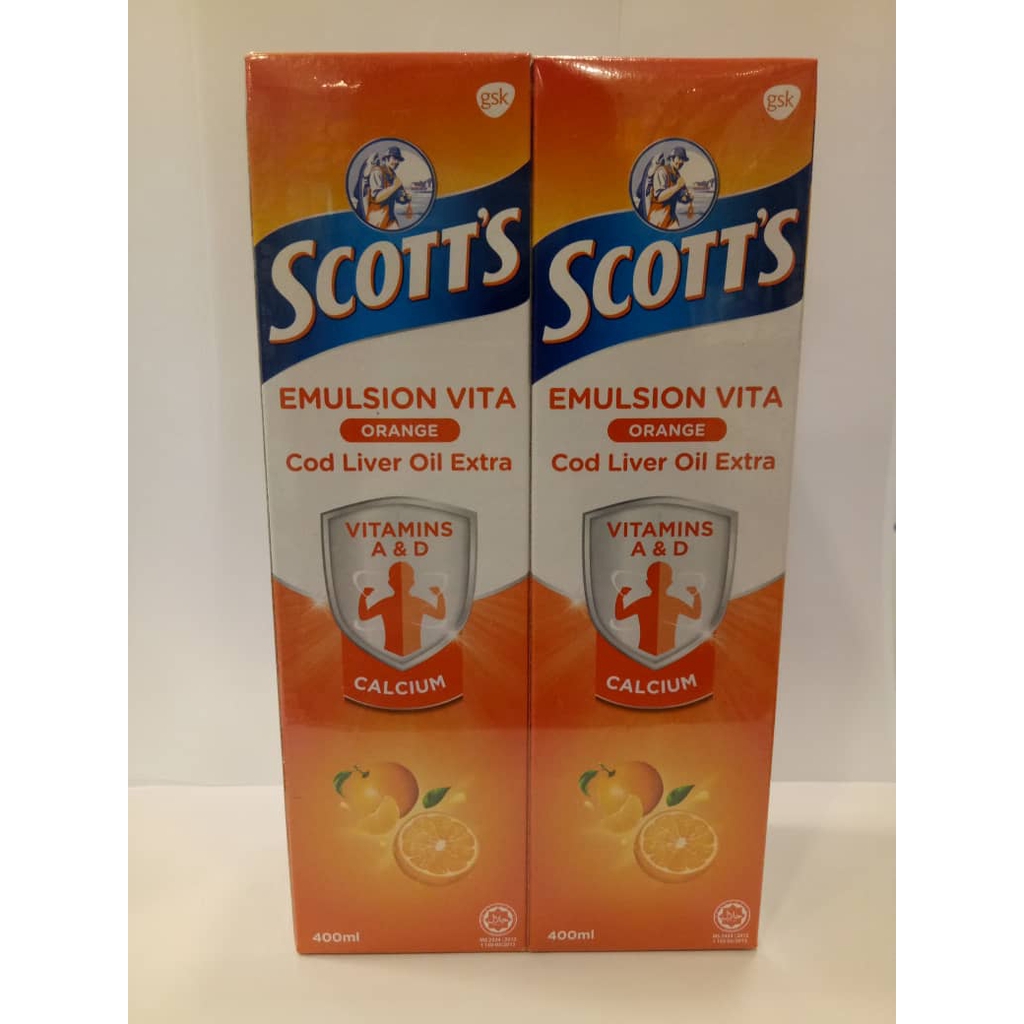 gsk
SCOTT'S
EMULSION VITA
ORANGE
Cod Liver Oil Extra
VITAMINS
A & D
CALCIUM
400ml
gsk
SCOTT'S
EMULSION VITA
ORANGE
Cod Liver Oil Extra
VITAMINS
A & D
CALCIUM
400ml